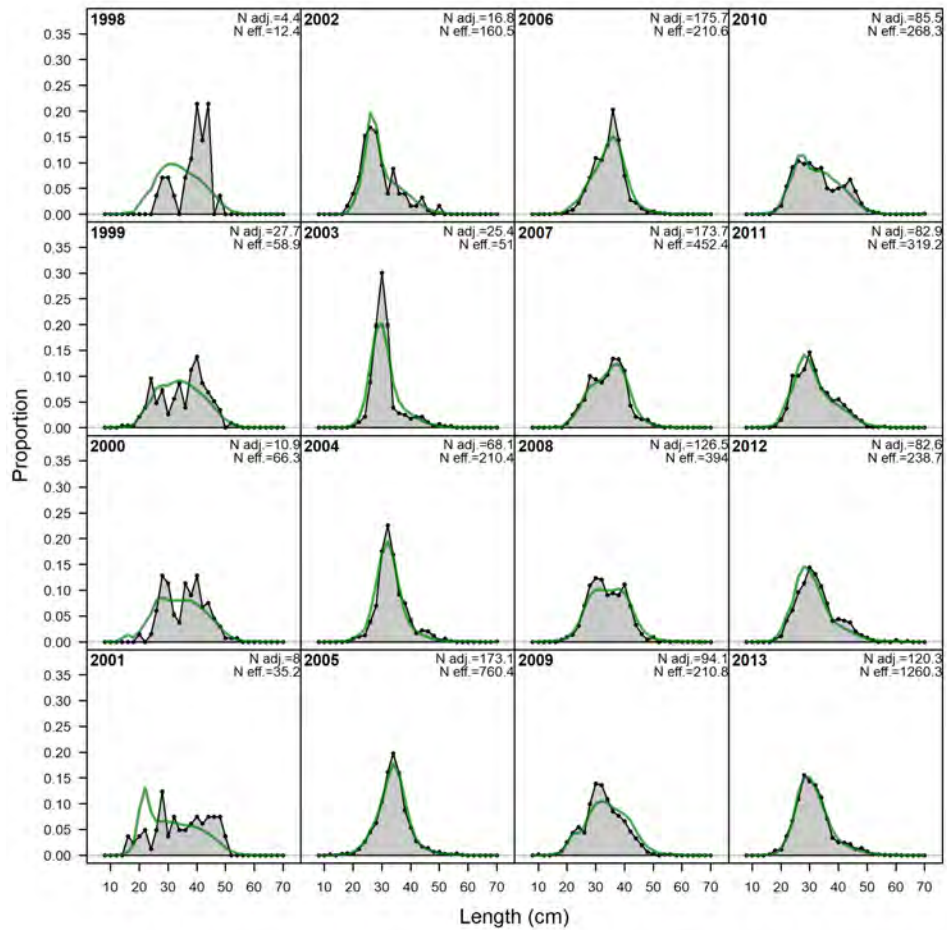 1998 N adj.=4.4 2002 N adj.=16.8 2006 N adj.=175.7 2010 N adj.=85.5
N eff.=12.4 N eff.=160.5 N eff.=210.6 N eff.=268.3
0.35
0.30
0.25
0.20
0.15
0.10
0.05
0.00
1999 N adj.=27.7 2003 N adj.=25.4 2007 N adj.=173.7 2011 N adj.=82.9
N eff.=58.9 N eff.=51 N eff.=452.4 N eff.=319.2
0.35
0.30
0.25
0.20
0.15
0.10
0.05
0.00
Proportion
2000 N adj.=10.9 2004 N adj.=68.1 2008 N adj.=126.5 2012 N adj.=82.6
N eff.=66.3 N eff.=210.4 N eff.=394 N eff.=238.7
0.35
0.30
0.25
0.20
0.15
0.10
0.05
0.00
2001 N adj.=8 2005 N adj.=173.1 2009 N adj.=94.1 2013 N adj.=120.3
N eff.=35.2 N eff.=760.4 N eff.=210.8 N eff.=1260.3
0.35
0.30
0.25
0.20
0.15
0.10
0.05
0.00
10 20 30 40 50 60 70 10 20 30 40 50 60 70 10 20 30 40 50 60 70 10 20 30 40 50 60 70
Length (cm)